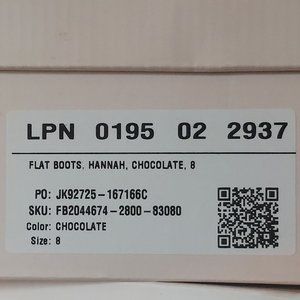 LPN 0195 02 2937
FLAT BOOTS. HANNAH, CHOCOLATE, 8
PO: JK92725-167166C
SKU: FB2044674-2800-83080
Color: CHOCOLATE
Size: 8